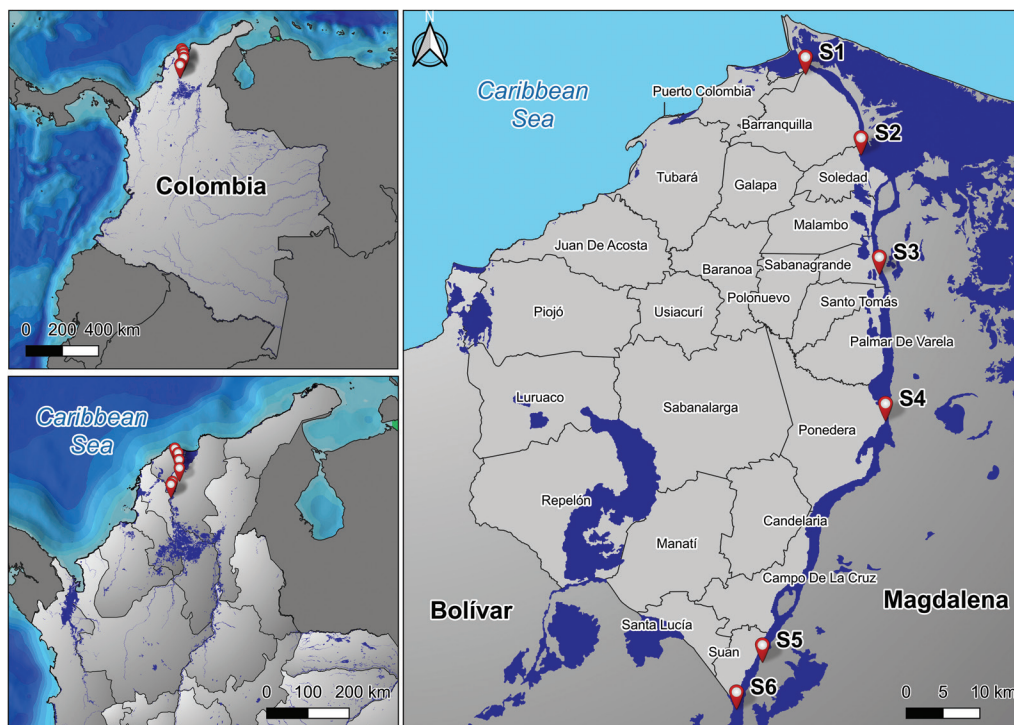 Colombia
0 200 400 km
Caribbean
Sea
0 100 200 km
N
S1
Caribbean
Sea
Puerto Colombia
Barranquilla
S2
Tubará
Galapa
Soledad
Malambo
Juan De Acosta
Baranoa
Sabanagrande
S3
Piojó
Usiacurí
Polonuevo
Santo Tomás
Palmar De Varela
Luruaco
Sabanalarga
S4
Ponedera
Repelón
Candelaria
Manatí
Campo De La Cruz
Bolívar
Magdalena
Santa Lucía
Suan
S5
S6
0 5 10 km